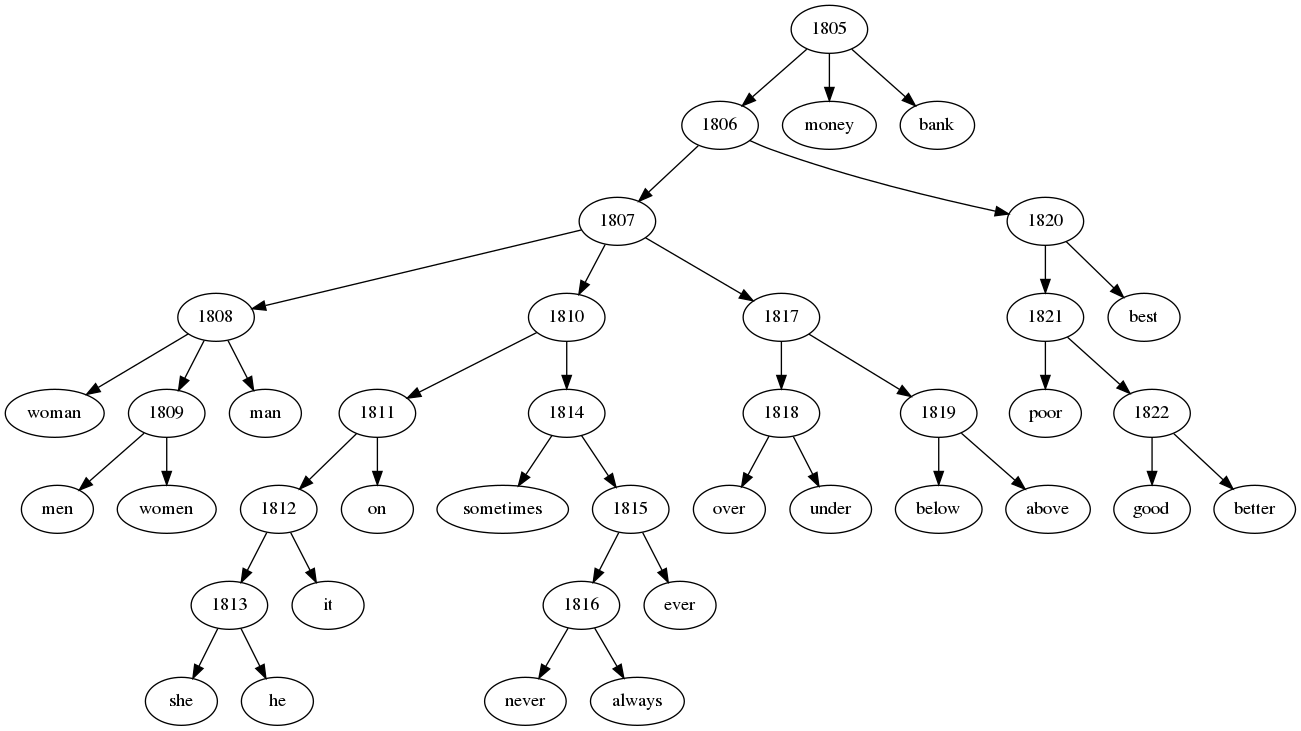 1805
1806 money bank
1807 1820
1808 1810 1817 1821 best
woman 1809 man 1811 1814 1818 1819 poor 1822
men women 1812 on sometimes 1815 over under below above good better
1813 it 1816 ever
she he never always